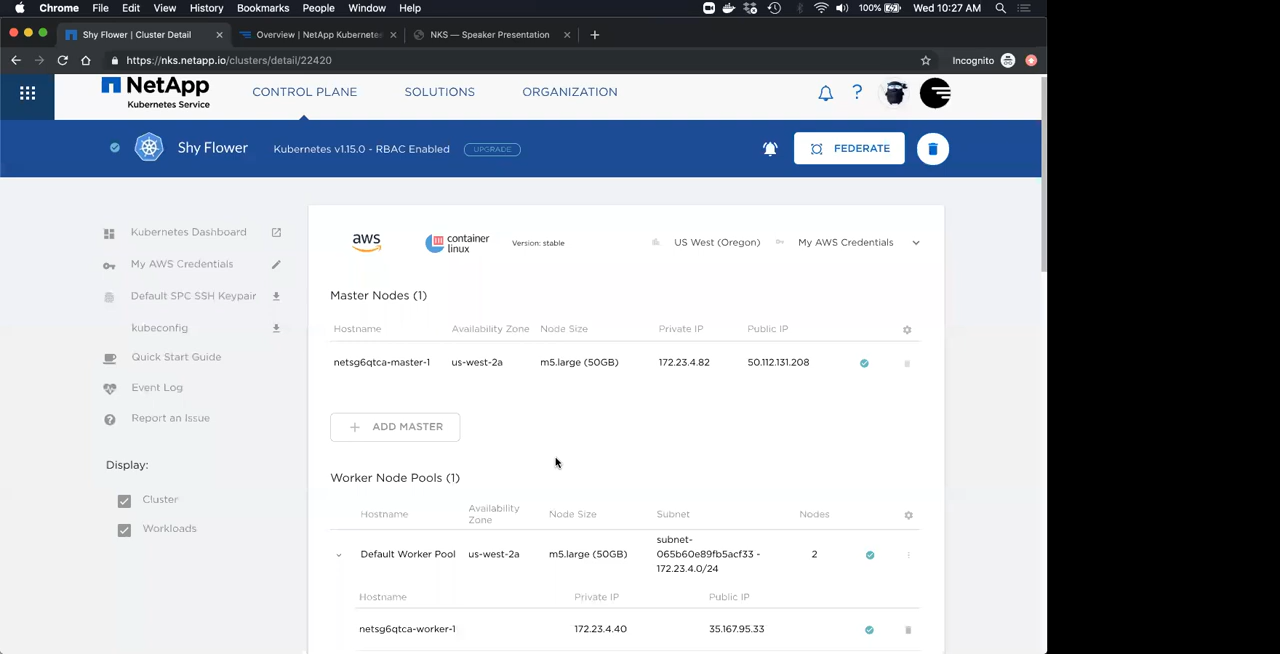 Chrome File Edit View History Bookmarks People Window Help 100% Wed 10:27 AM
Shy Flower | Cluster Detail Overview | NetApp Kubernetes NKS — Speaker Presentation
https://nks.netapp.io/clusters/detail/22420 Incognito
NetApp
Kubernetes Service
CONTROL PLANE SOLUTIONS ORGANIZATION
Shy Flower Kubernetes v1.15.0 - RBAC Enabled UPGRADE FEDERATE
Kubernetes Dashboard
My AWS Credentials
Default SPC SSH Keypair
kubeconfig
Quick Start Guide
Event Log
Report an Issue
Display:
Cluster
Workloads
aws container linux Version: stable US West (Oregon) My AWS Credentials
Master Nodes (1)
Hostname Availability Zone Node Size Private IP Public IP
netsg6qtca-master-1 us-west-2a m5.large (50GB) 172.23.4.82 50.112.131.208
ADD MASTER
Worker Node Pools (1)
Hostname Availability Zone Node Size Subnet Nodes
Default Worker Pool us-west-2a m5.large (50GB) subnet-065b60e89fb5acf33 - 172.23.4.0/24 2
Hostname Private IP Public IP
netsg6qtca-worker-1 172.23.4.40 35.167.95.33